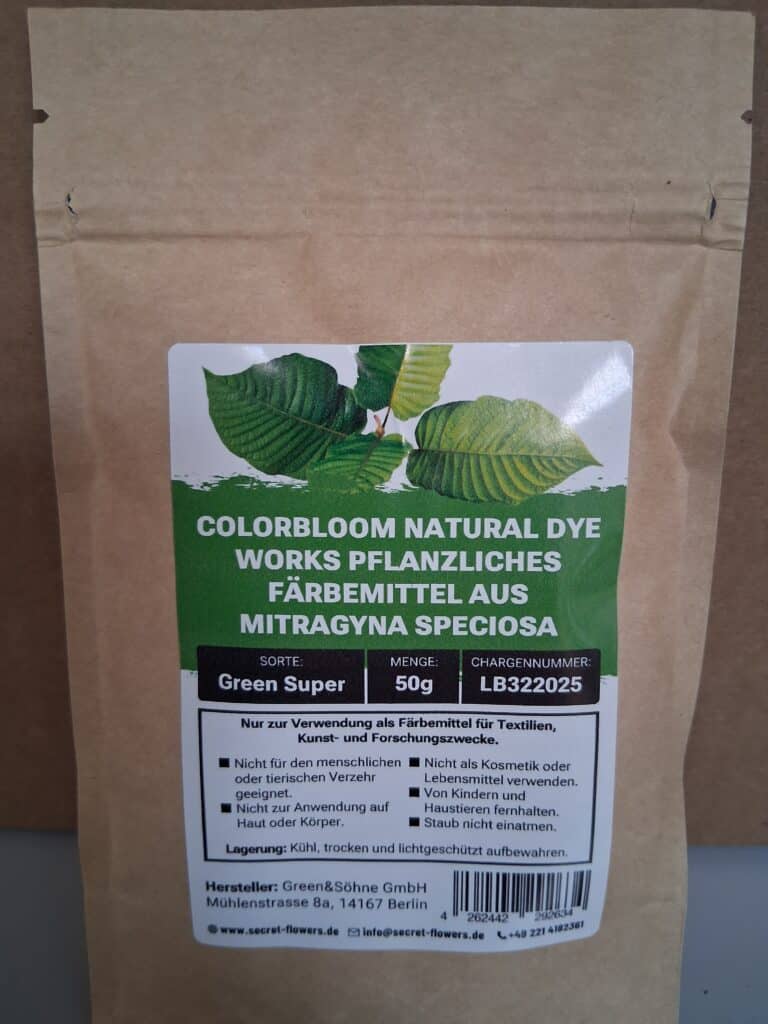 COLORBLOOM NATURAL DYE
WORKS PFLANZLICHES
FÄRBEMITTEL AUS
MITRAGYNA SPECIOSA
SORTE:
Green Super
MENGE:
50g
CHARGENNUMMER:
LB322025
Nur zur Verwendung als Färbemittel für Textilien,
Kunst- und Forschungszwecke.
Nicht für den menschlichen
oder tierischen Verzehr
geeignet.
Nicht zur Anwendung auf
Haut oder Körper.
Nicht als Kosmetik oder
Lebensmittel verwenden.
Von Kindern und
Haustieren fernhalten.
Staub nicht einatmen.
Lagerung: Kühl, trocken und lichtgeschützt aufbewahren.
Hersteller: Green&Söhne GmbH
Mühlenstrasse 8a, 14167 Berlin
4 262442 292634
www.secret-flowers.de info@secret-flowers.de +49 221 4182361